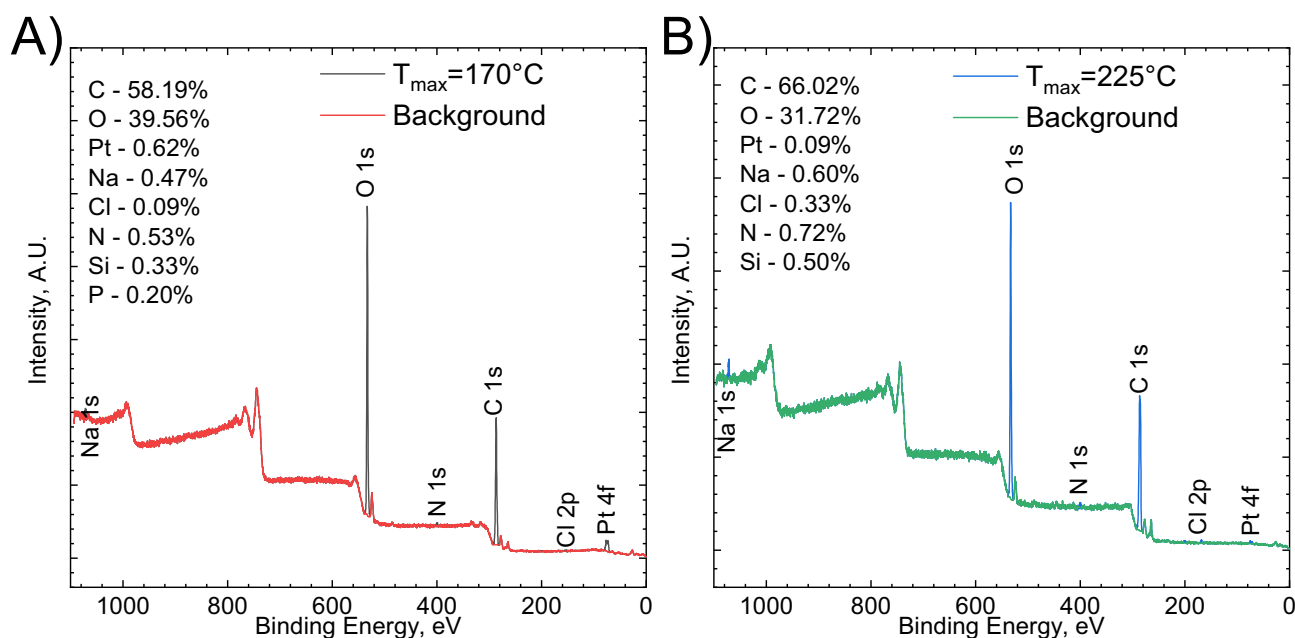 A)
C - 58.19%
O - 39.56%
Pt - 0.62%
Na - 0.47%
Cl - 0.09%
N - 0.53%
Si - 0.33%
P - 0.20%
Tmax=170°C
Background
O 1s
C 1s
Na 1s
N 1s
Cl 2p
Pt 4f
Intensity, A.U.
1000 800 600 400 200 0
Binding Energy, eV
B)
C - 66.02%
O - 31.72%
Pt - 0.09%
Na - 0.60%
Cl - 0.33%
N - 0.72%
Si - 0.50%
Tmax=225°C
Background
O 1s
C 1s
Na 1s
N 1s
Cl 2p
Pt 4f
Intensity, A.U.
1000 800 600 400 200 0
Binding Energy, eV